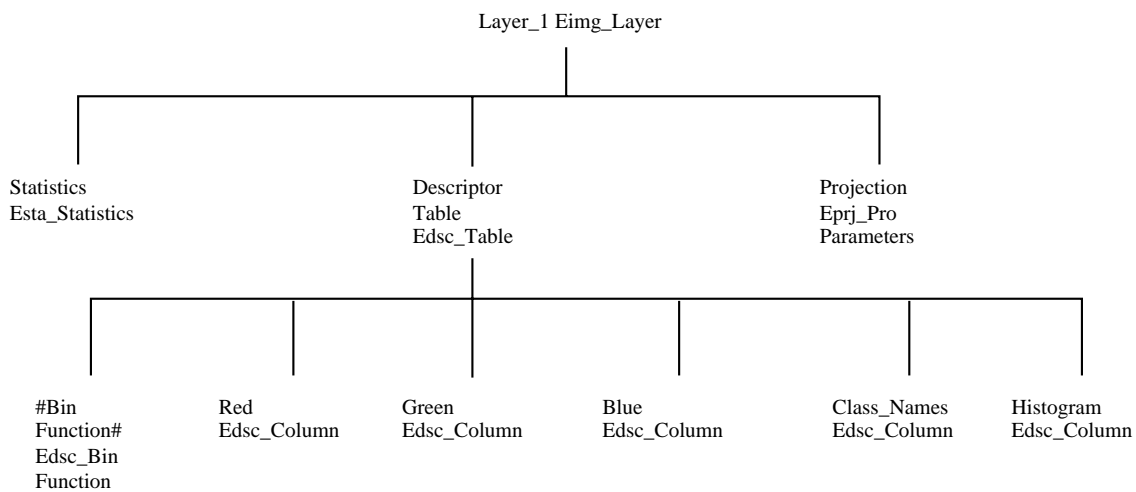 Layer_1 Eimg_Layer
Statistics
Esta_Statistics
Descriptor
Table
Edsc_Table
Projection
Eprj_Pro
Parameters
#Bin
Function#
Edsc_Bin
Function
Red
Edsc_Column
Green
Edsc_Column
Blue
Edsc_Column
Class_Names
Edsc_Column
Histogram
Edsc_Column